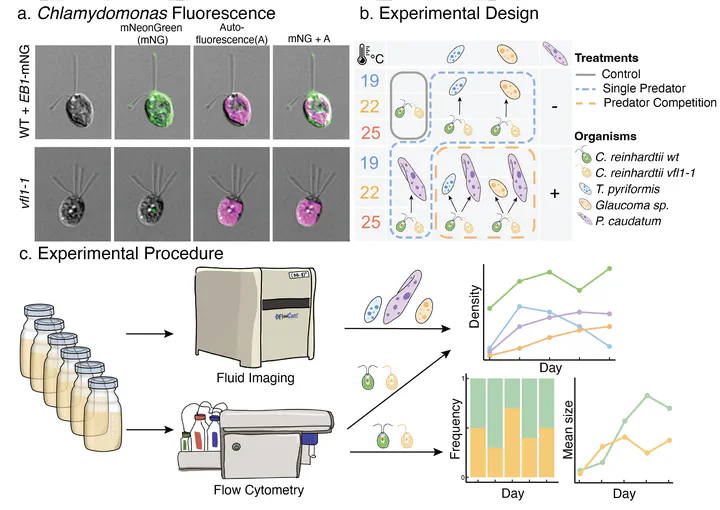 a. Chlamydomonas Fluorescence
mNeonGreen
(mNG)
Auto-
fluorescence(A)
mNG + A
WT + EB1-mNG
vfl1-1
b. Experimental Design
°C
19
22
25
-
19
22
25
+
Treatments
Control
Single Predator
Predator Competition
Organisms
C. reinhardtii wt
C. reinhardtii vfl1-1
T. pyriformis
Glaucoma sp.
P. caudatum
c. Experimental Procedure
Fluid Imaging
Flow Cytometry
Density
Day
Frequency
1
0
Day
Mean size
Day